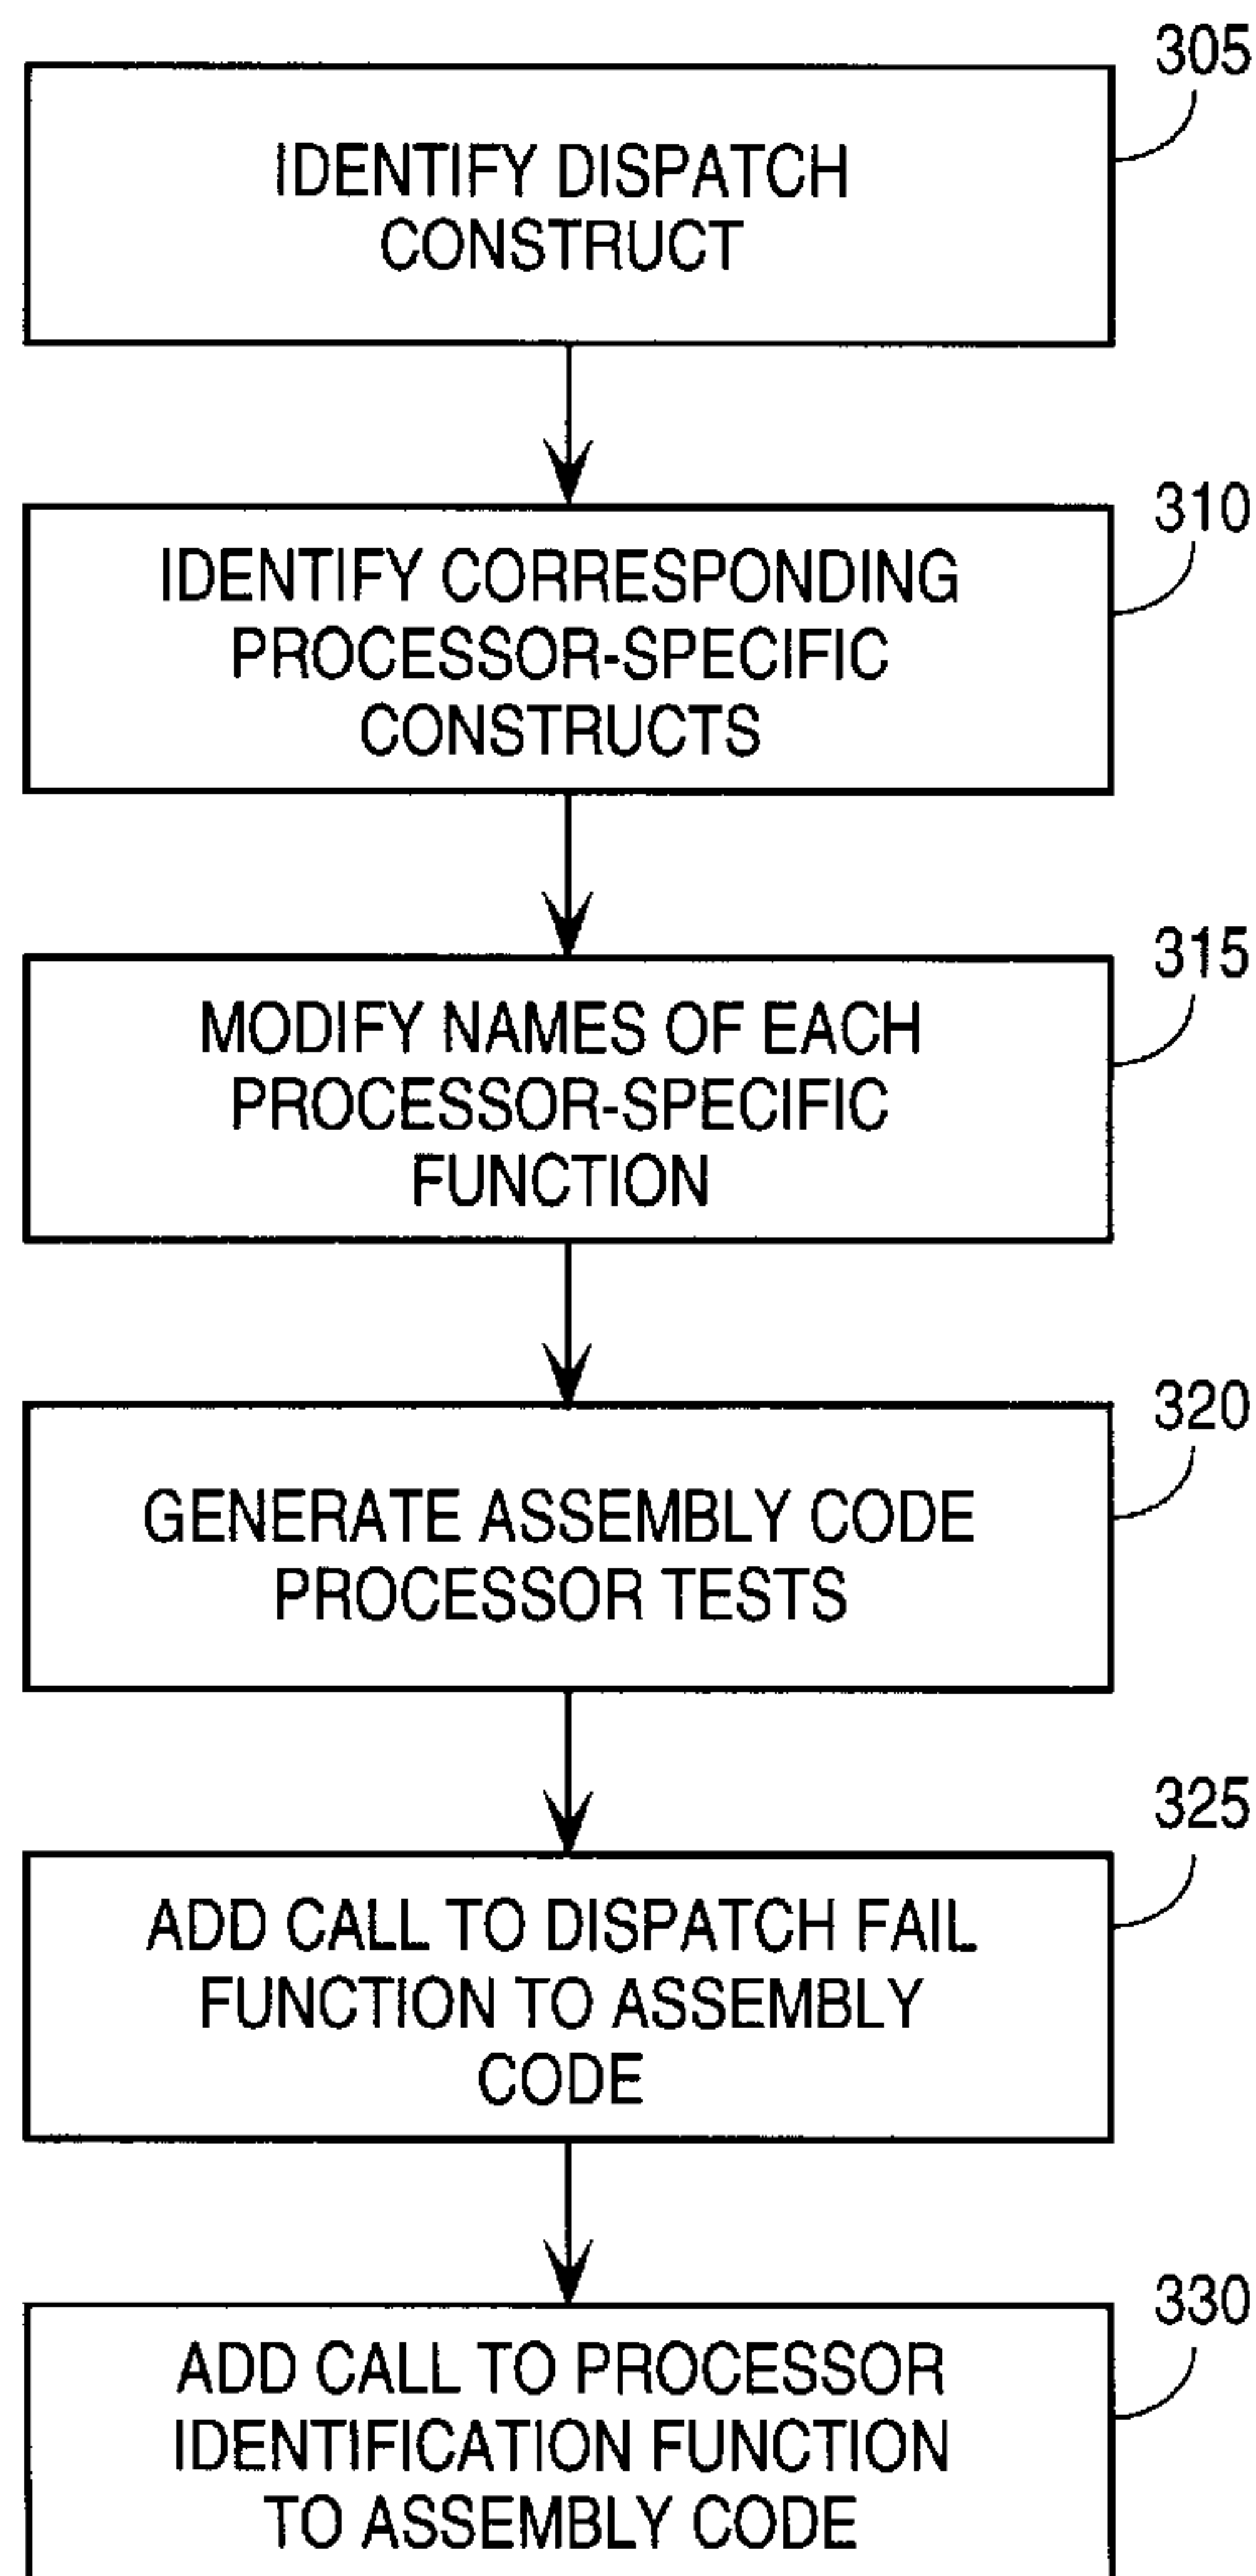 305
IDENTIFY DISPATCH
CONSTRUCT
310
IDENTIFY CORRESPONDING
PROCESSOR-SPECIFIC
CONSTRUCTS
315
MODIFY NAMES OF EACH
PROCESSOR-SPECIFIC
FUNCTION
320
GENERATE ASSEMBLY CODE
PROCESSOR TESTS
325
ADD CALL TO DISPATCH FAIL
FUNCTION TO ASSEMBLY
CODE
330
ADD CALL TO PROCESSOR
IDENTIFICATION FUNCTION
TO ASSEMBLY CODE